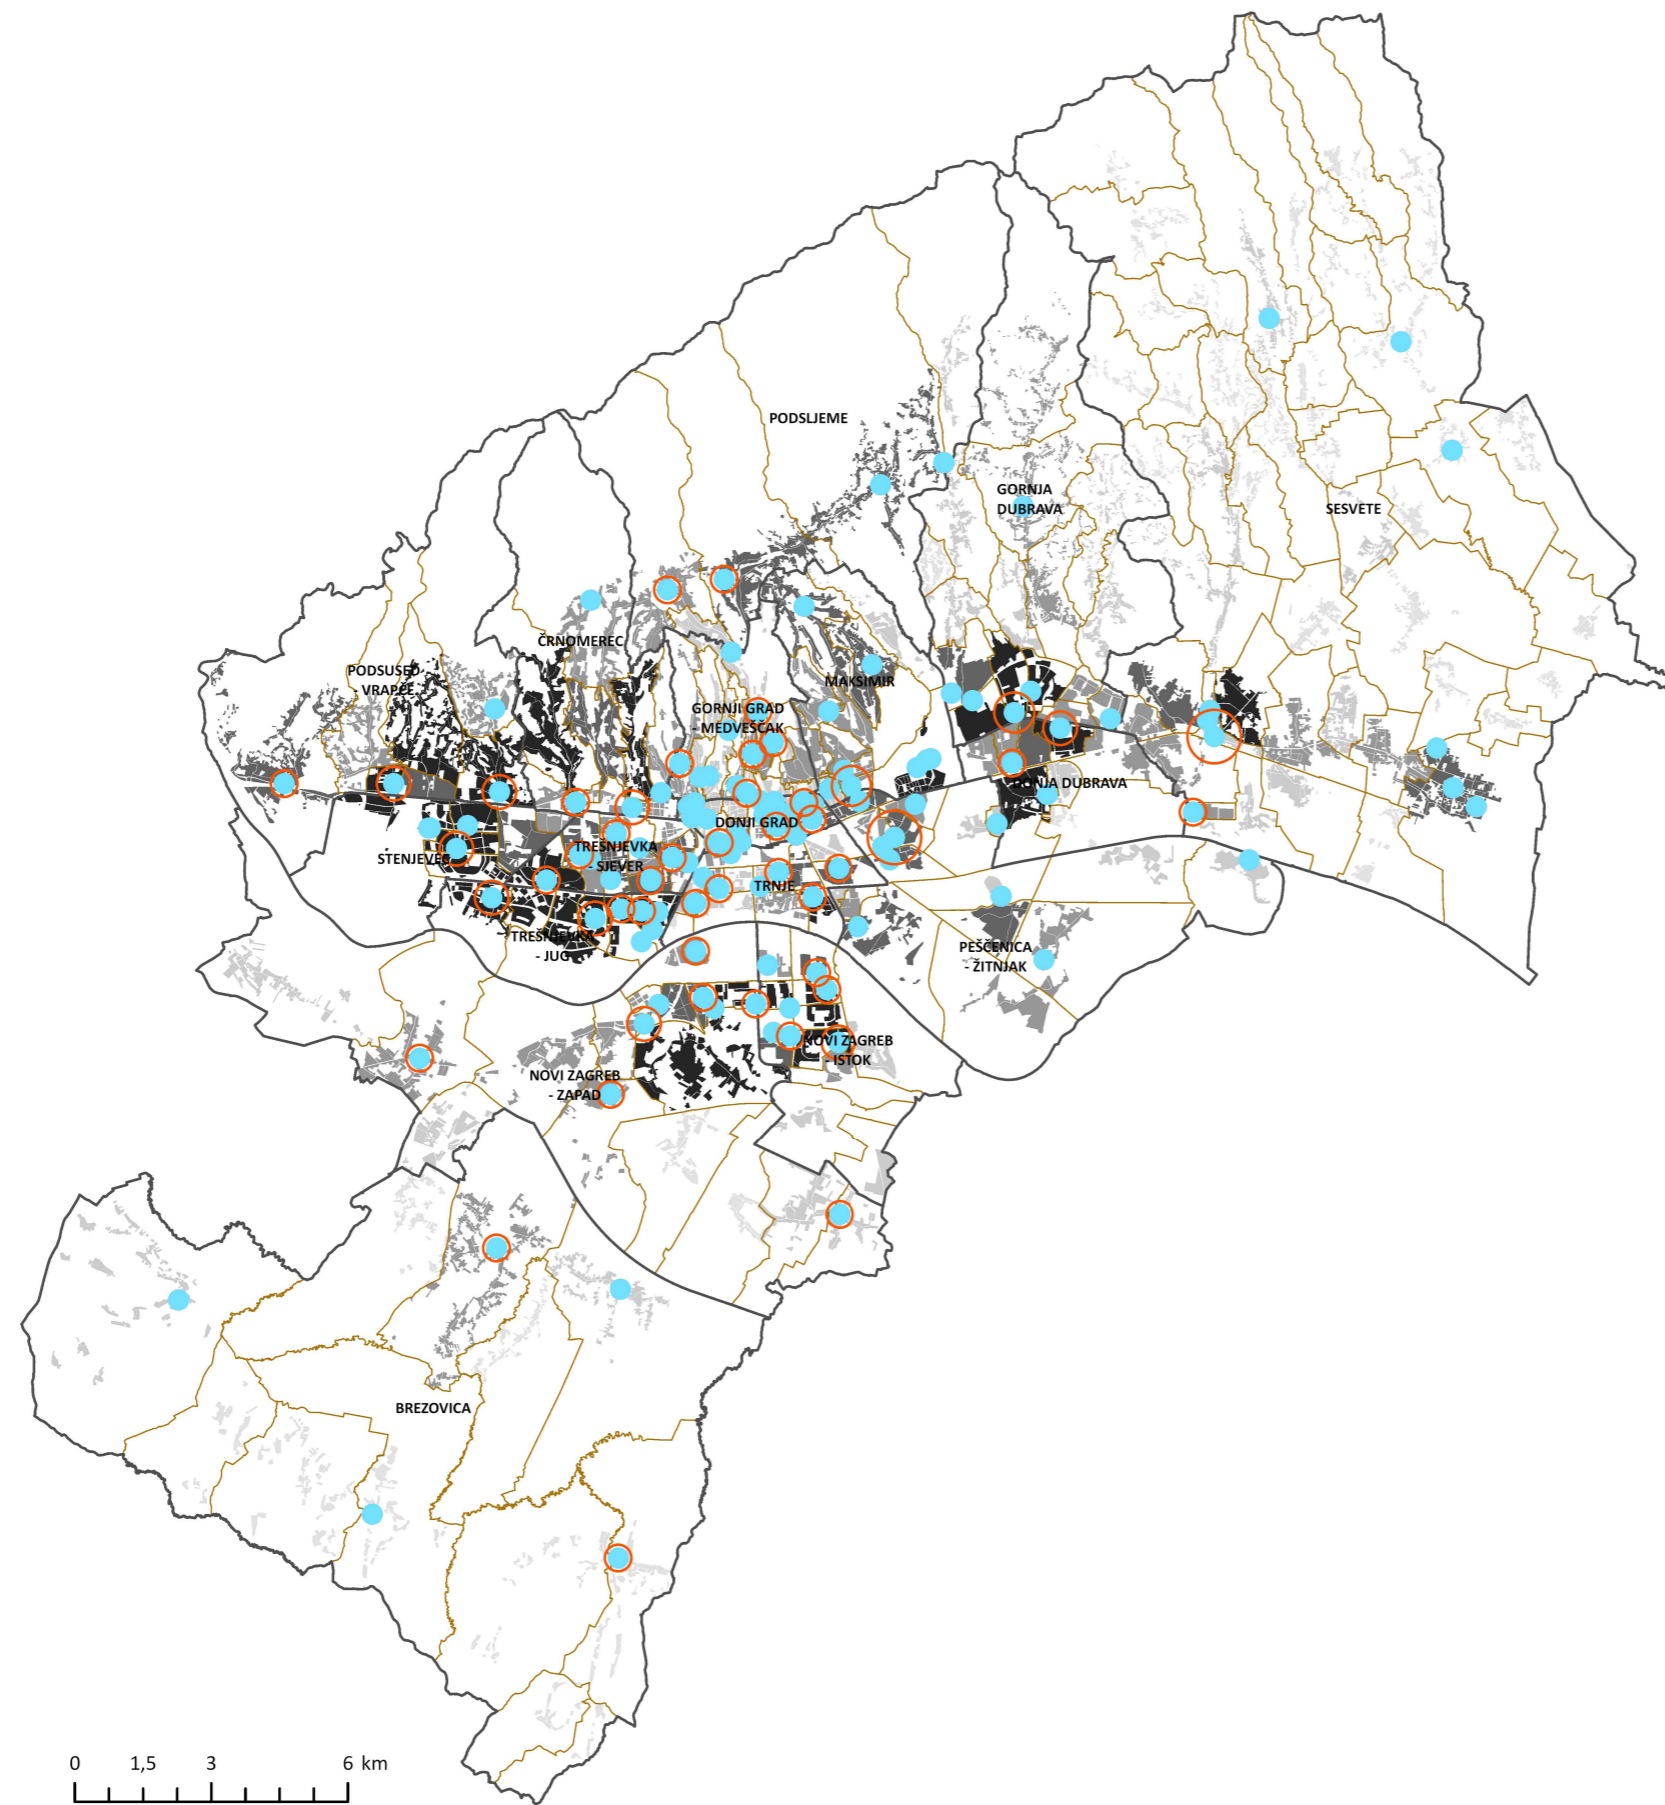 PODSLJEME
GORNJA
DUBRAVA
SESVETE
ČRNOMEREC
PODSUSED
- VRAPČE
MAKSIMIR
GORNJI GRAD
- MEDVEŠČAK
DONJA DUBRAVA
DONJI GRAD
STENJEVEC
TREŠNJEVKA
- SJEVER
TRNJE
TREŠNJEVKA
- JUG
PEŠČENICA
- ŽITNJAK
NOVI ZAGREB
- ISTOK
NOVI ZAGREB
- ZAPAD
BREZOVICA
0 1,5 3 6 km